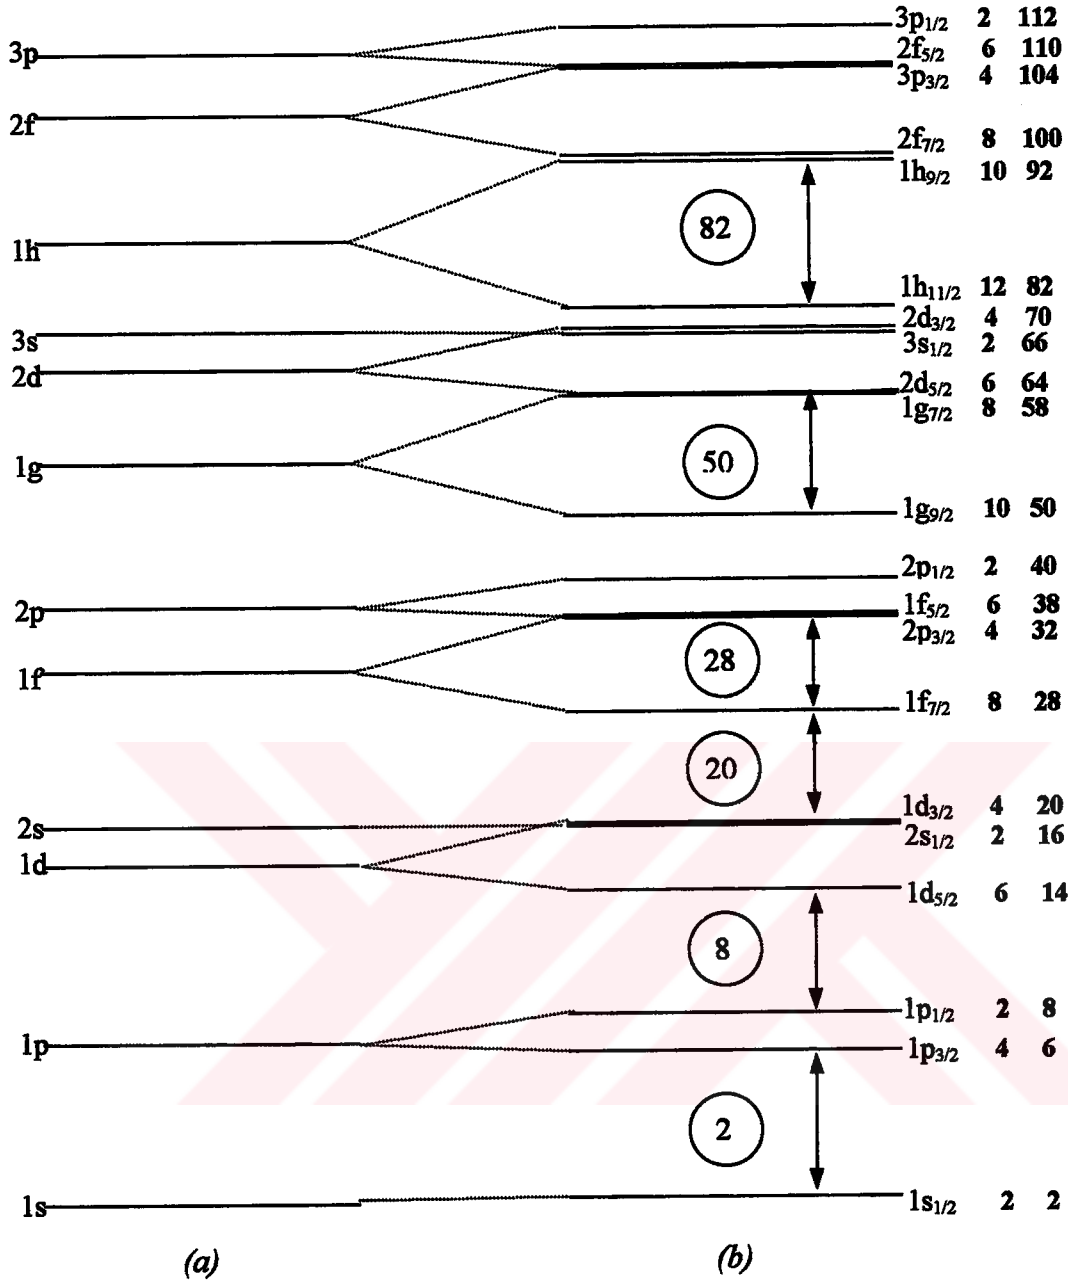 3p₁/₂ 2 112
3p
2f₅/₂ 6 110
3p₃/₂ 4 104
2f
2f₇/₂ 8 100
1h₉/₂ 10 92
82
1h
1h₁₁/₂ 12 82
2d₃/₂ 4 70
3s
3s₁/₂ 2 66
2d
2d₅/₂ 6 64
1g₇/₂ 8 58
50
1g
1g₉/₂ 10 50
2p₁/₂ 2 40
2p
1f₅/₂ 6 38
2p₃/₂ 4 32
28
1f
1f₇/₂ 8 28
20
1d₃/₂ 4 20
2s
2s₁/₂ 2 16
1d
1d₅/₂ 6 14
8
1p₁/₂ 2 8
1p
1p₃/₂ 4 6
2
1s
1s₁/₂ 2 2
(a) (b)